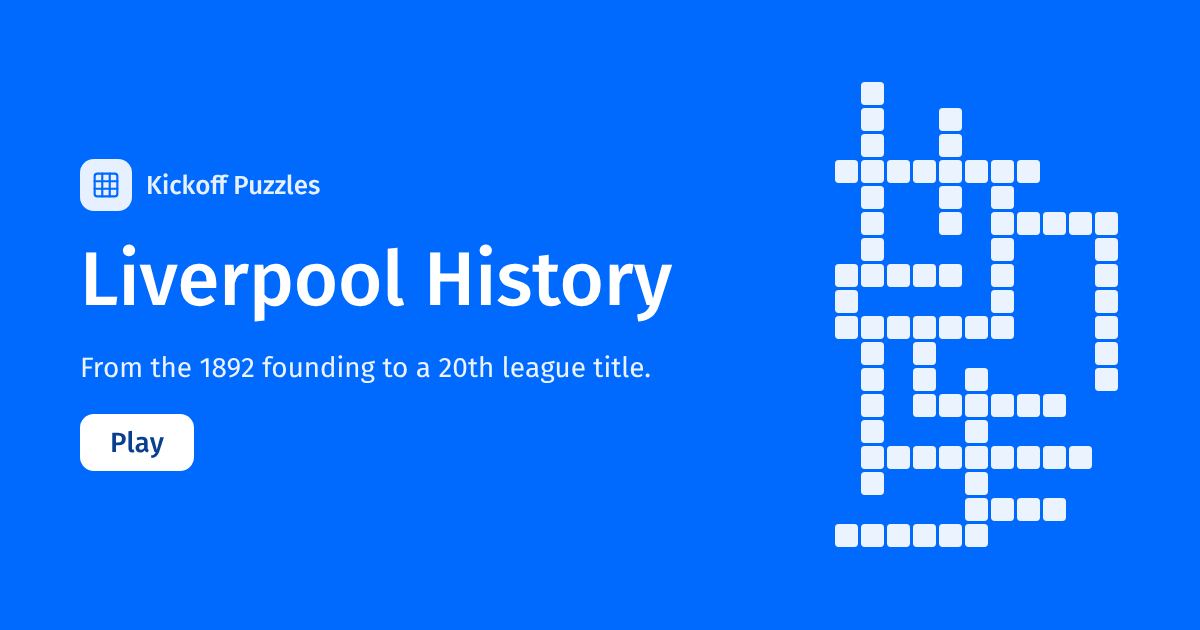 Kickoff Puzzles
Liverpool History
From the 1892 founding to a 20th league title.
Play